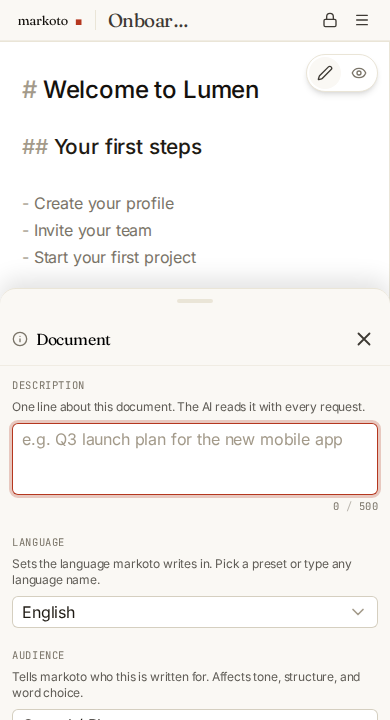 markoto
Onboar...
# Welcome to Lumen
## Your first steps
- Create your profile
- Invite your team
- Start your first project
Document
DESCRIPTION
One line about this document. The AI reads it with every request.
e.g. Q3 launch plan for the new mobile app
0 / 500
LANGUAGE
Sets the language markoto writes in. Pick a preset or type any
language name.
English
AUDIENCE
Tells markoto who this is written for. Affects tone, structure, and
word choice.